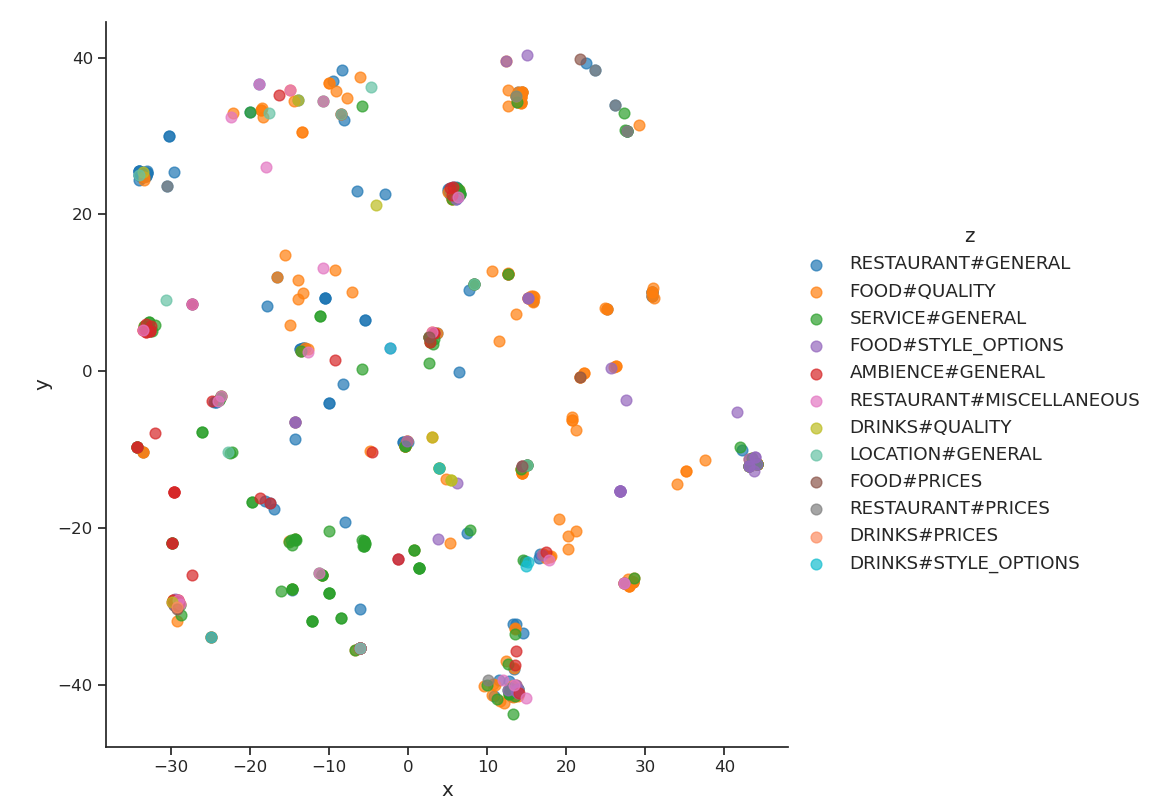 40
20
0
−20
−40
y
−30
−20
−10
0
10
20
30
40
x
z
RESTAURANT#GENERAL
FOOD#QUALITY
SERVICE#GENERAL
FOOD#STYLE_OPTIONS
AMBIENCE#GENERAL
RESTAURANT#MISCELLANEOUS
DRINKS#QUALITY
LOCATION#GENERAL
FOOD#PRICES
RESTAURANT#PRICES
DRINKS#PRICES
DRINKS#STYLE_OPTIONS